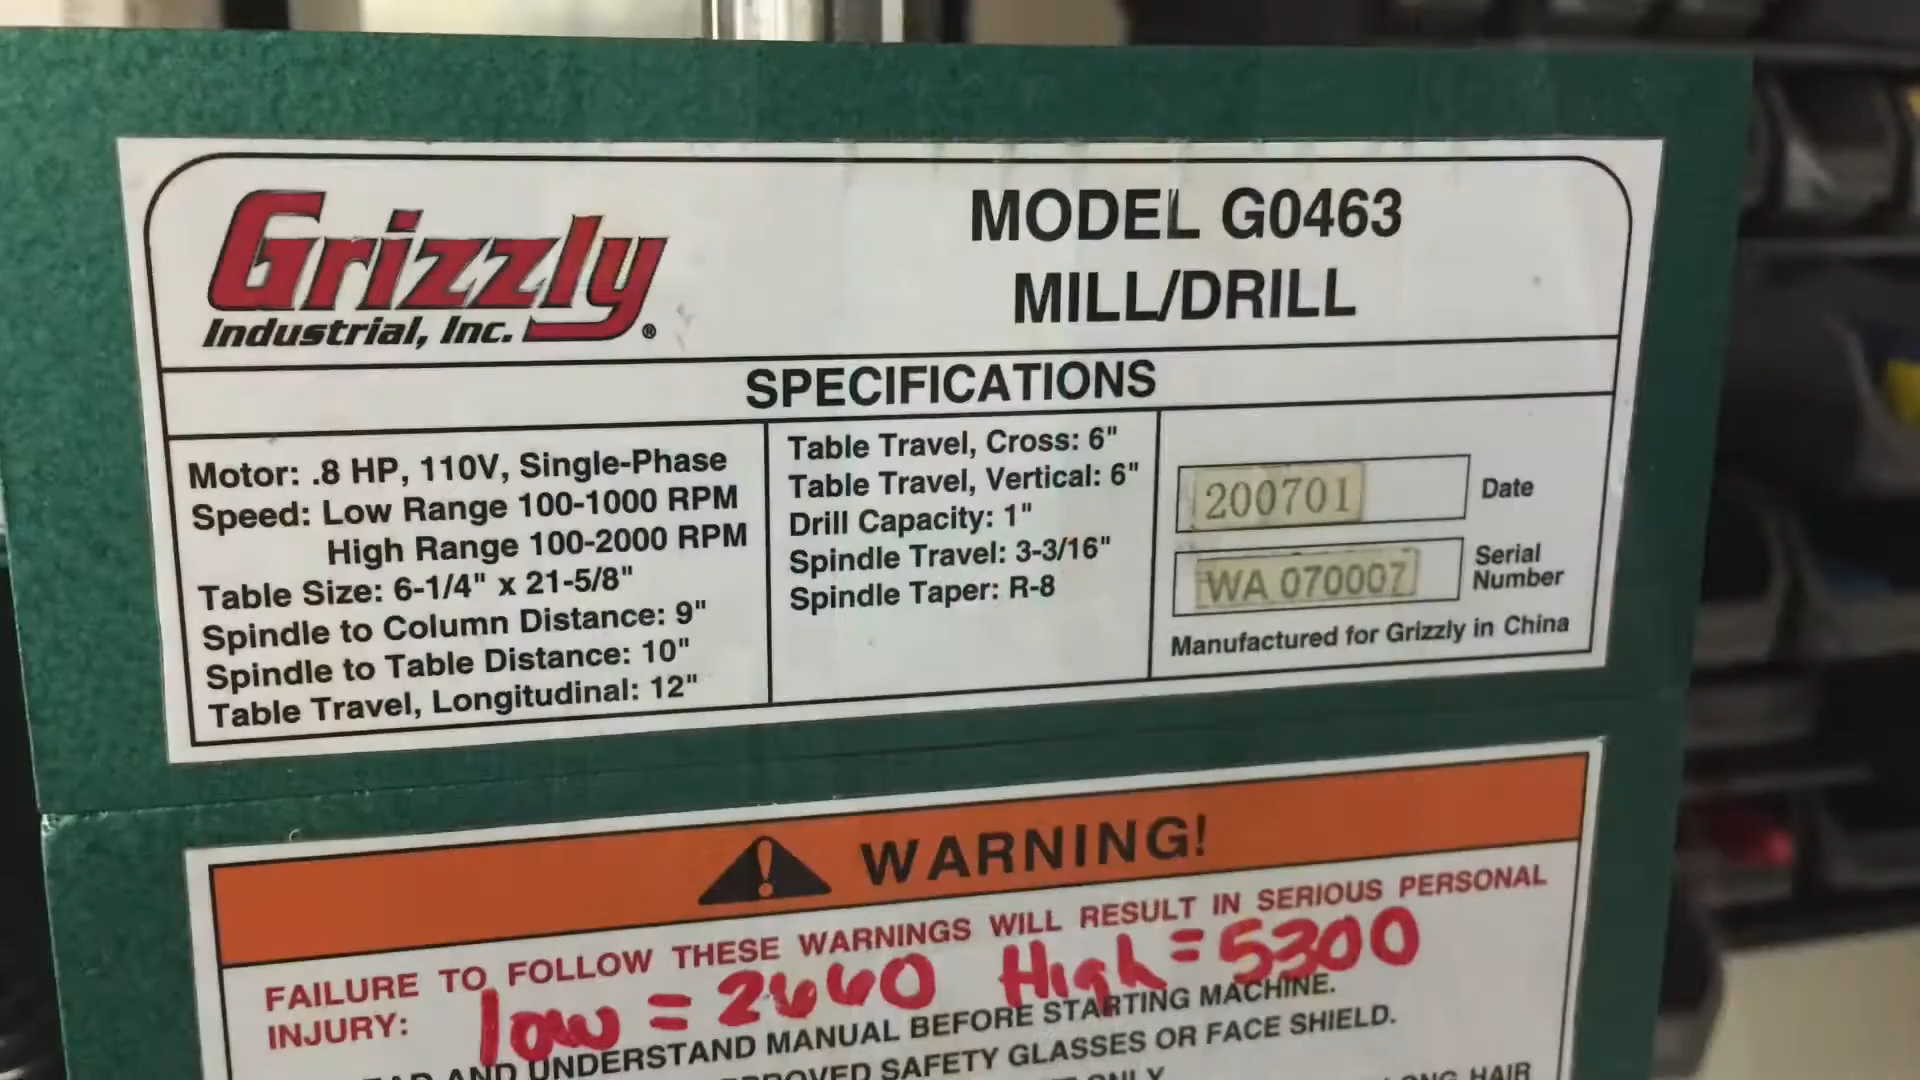 Grizzly
Industrial, Inc. ®
MODEL G0463
MILL/DRILL
SPECIFICATIONS
Motor: .8 HP, 110V, Single-Phase
Speed: Low Range 100-1000 RPM
High Range 100-2000 RPM
Table Size: 6-1/4" x 21-5/8"
Spindle to Column Distance: 9"
Spindle to Table Distance: 10"
Table Travel, Longitudinal: 12"
Table Travel, Cross: 6"
Table Travel, Vertical: 6"
Drill Capacity: 1"
Spindle Travel: 3-3/16"
Spindle Taper: R-8
200701 Date
WA 070007 Serial
Number
Manufactured for Grizzly in China
WARNING!
FAILURE TO FOLLOW THESE WARNINGS WILL RESULT IN SERIOUS PERSONAL
INJURY:
low = 2660 High = 5300
AND UNDERSTAND MANUAL BEFORE STARTING MACHINE.
SAFETY GLASSES OR FACE SHIELD.
ONLY
HAIR